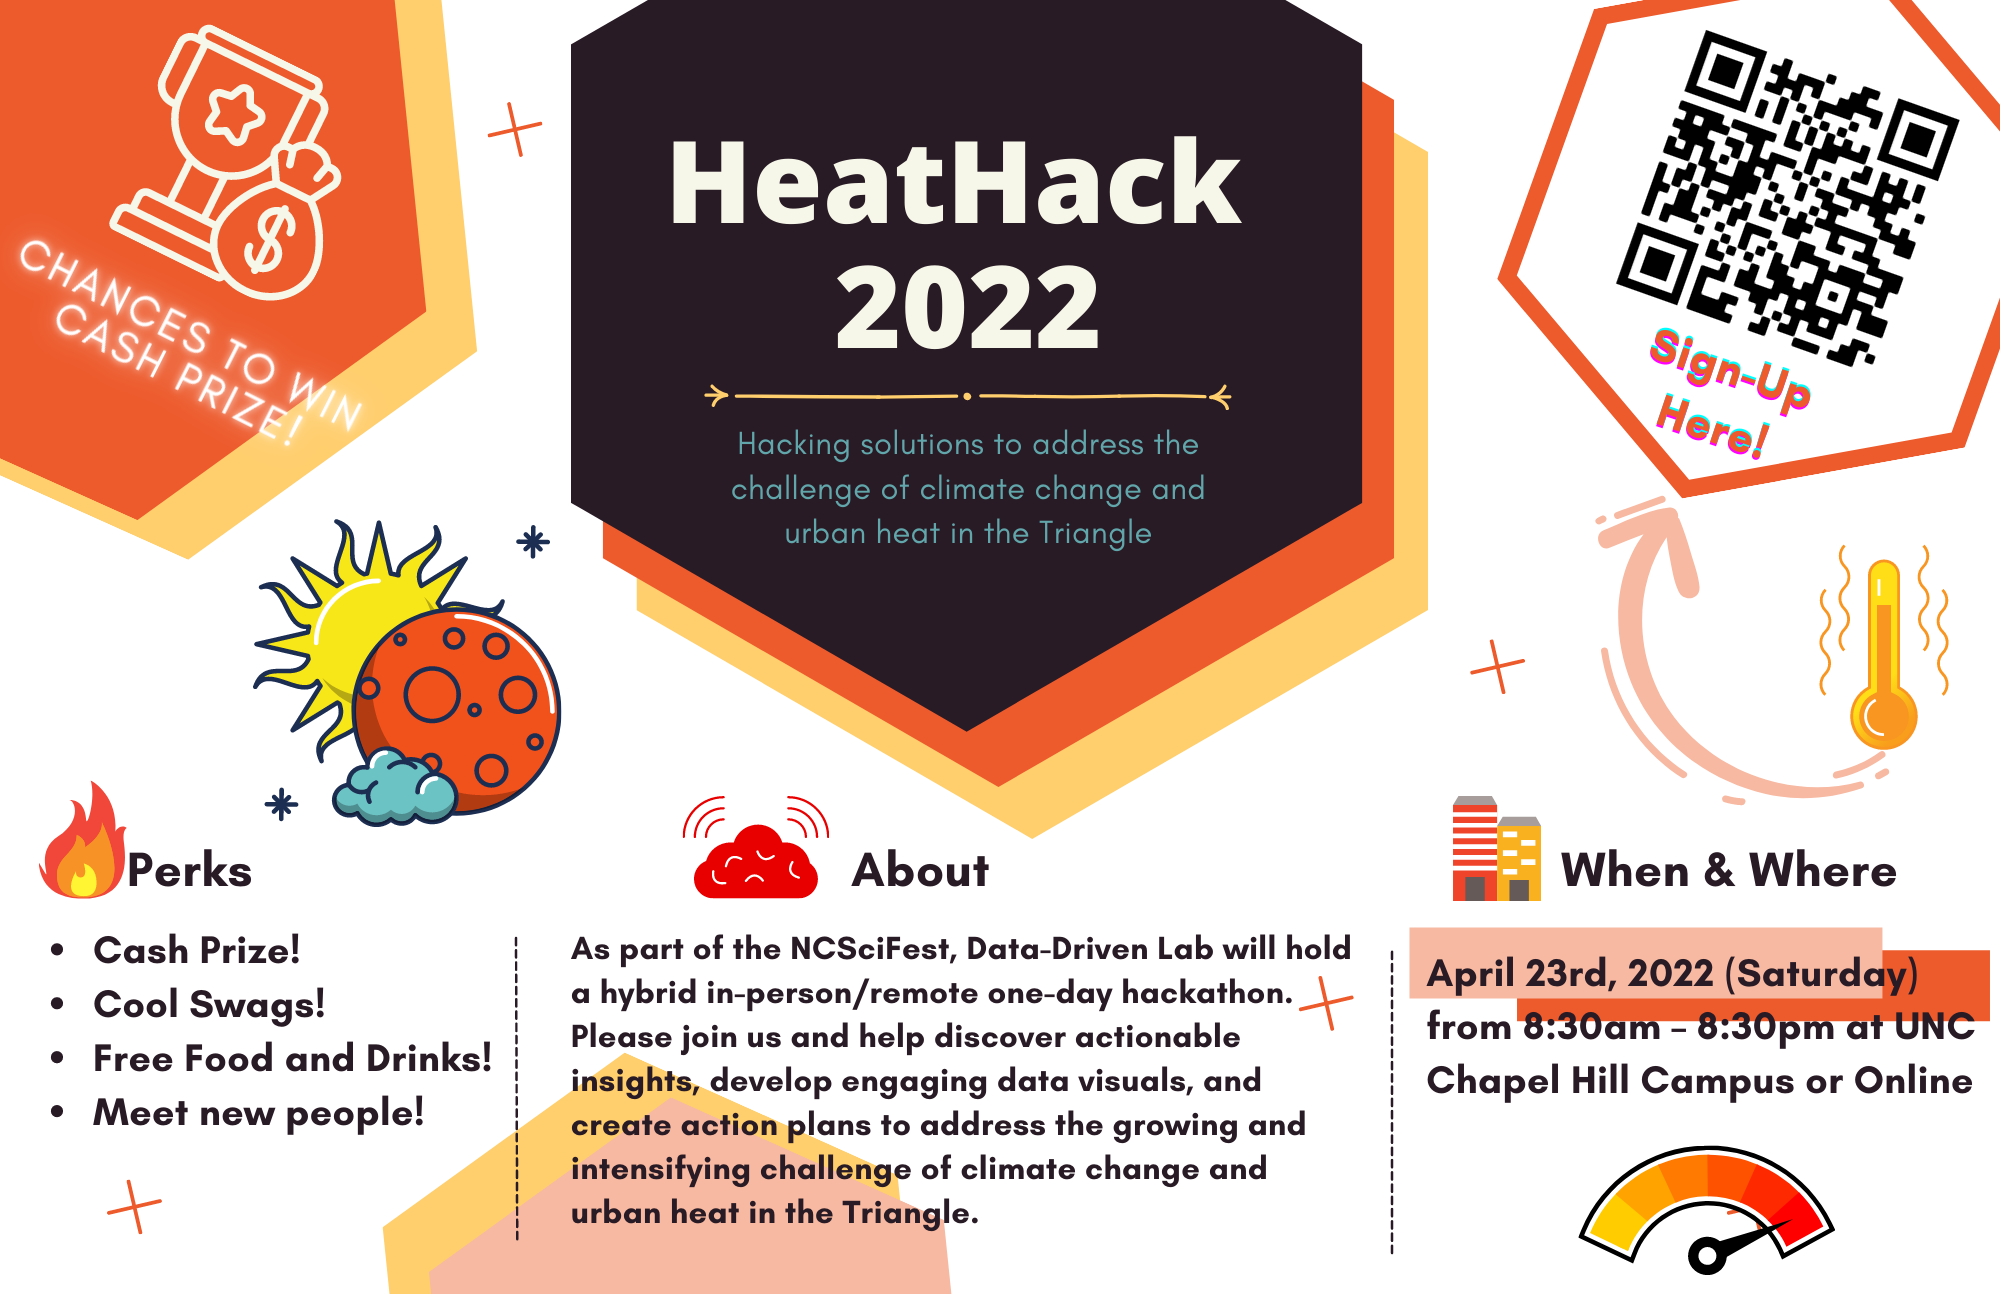 CHANCES TO WIN
CASH PRIZE!
$
HeatHack
2022
Hacking solutions to address the
challenge of climate change and
urban heat in the Triangle
Sign-Up
Here!
Perks
• Cash Prize!
• Cool Swags!
• Free Food and Drinks!
• Meet new people!
About
As part of the NCSciFest, Data-Driven Lab will hold
a hybrid in-person/remote one-day hackathon.
Please join us and help discover actionable
insights, develop engaging data visuals, and
create action plans to address the growing and
intensifying challenge of climate change and
urban heat in the Triangle.
When & Where
April 23rd, 2022 (Saturday)
from 8:30am – 8:30pm at UNC
Chapel Hill Campus or Online